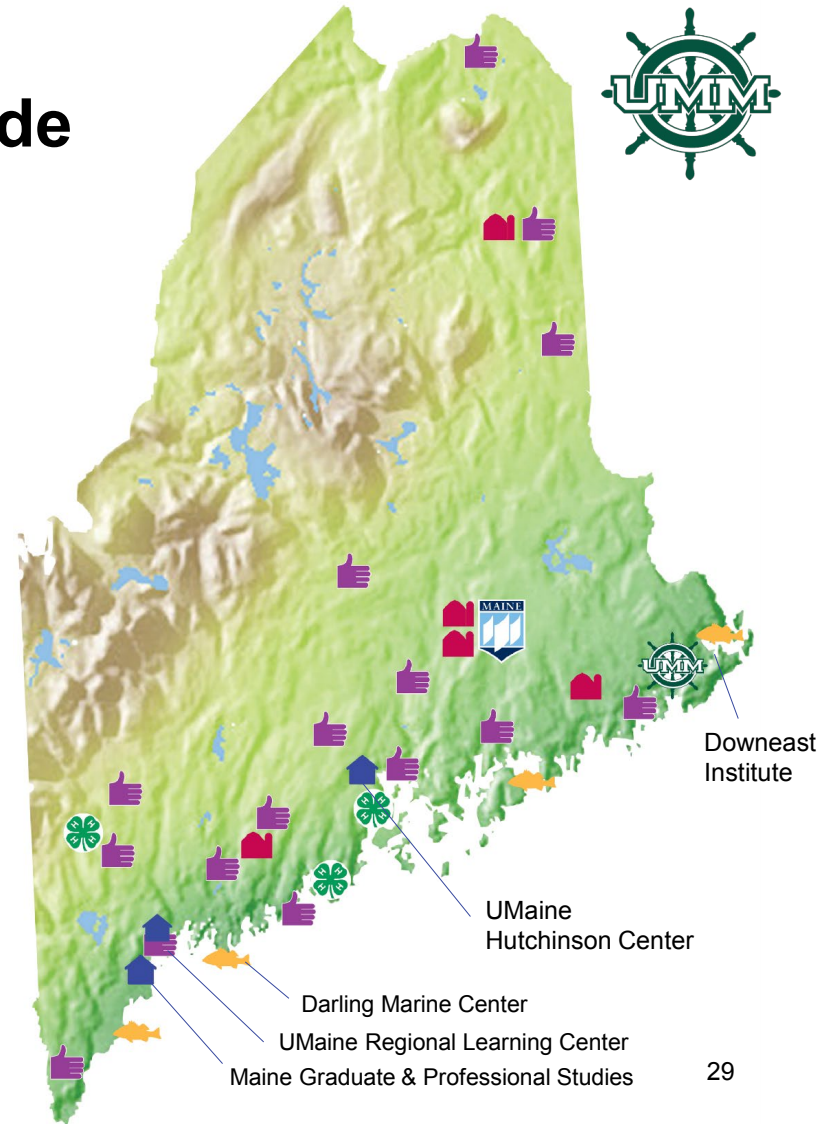 de
UMM
MAINE
UMM
Downeast
Institute
UMaine
Hutchinson Center
Darling Marine Center
UMaine Regional Learning Center
Maine Graduate & Professional Studies
29